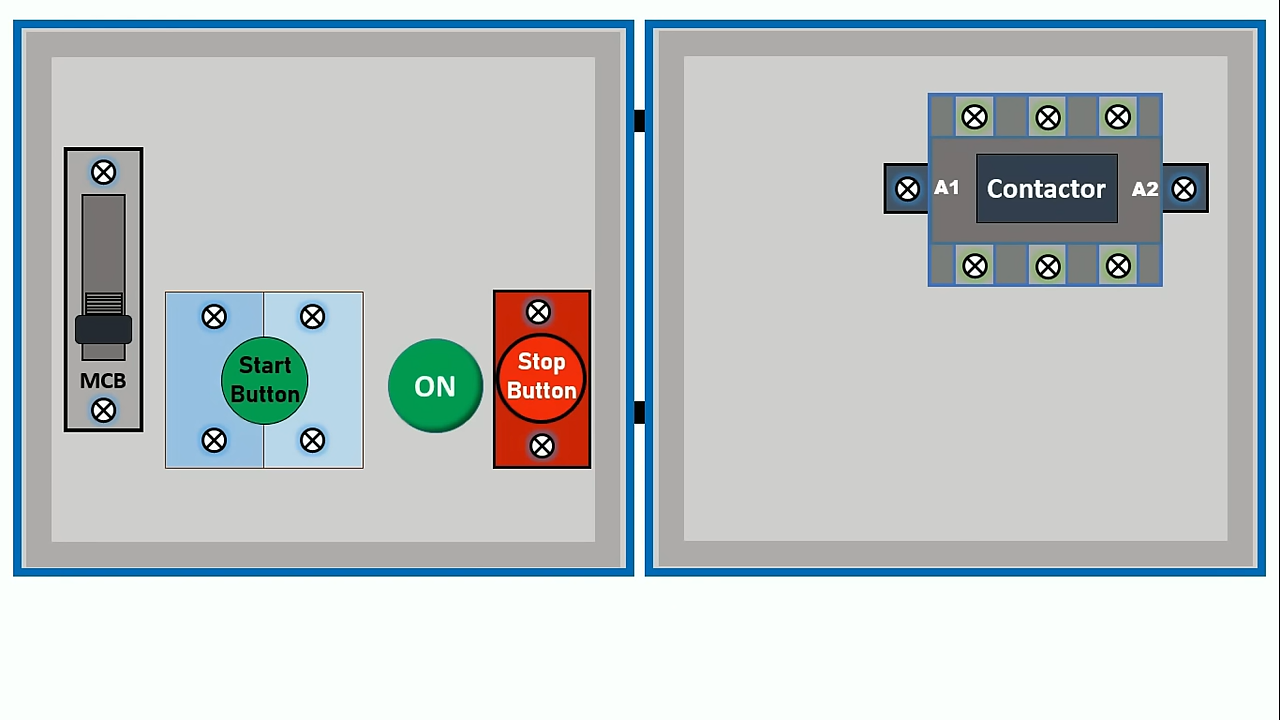 A1
Contactor
A2
MCB
Start
Button
ON
Stop
Button